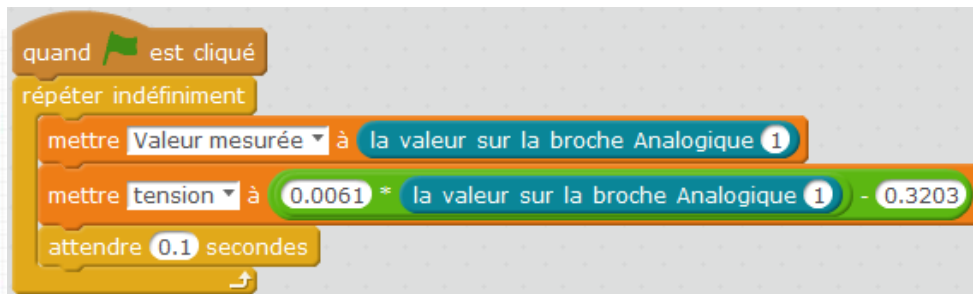 quand est cliqué
répéter indéfiniment
mettre Valeur mesurée à la valeur sur la broche Analogique 1
mettre tension à 0.0061 * la valeur sur la broche Analogique 1 - 0.3203
attendre 0.1 secondes